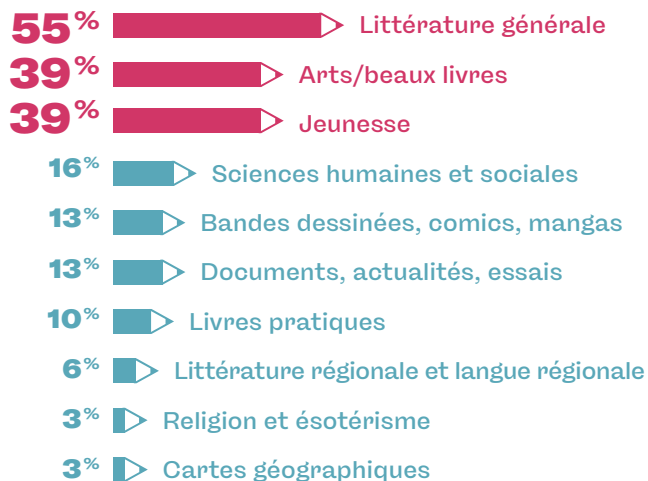 55% Littérature générale
39% Arts/beaux livres
39% Jeunesse
16% Sciences humaines et sociales
13% Bandes dessinées, comics, mangas
13% Documents, actualités, essais
10% Livres pratiques
6% Littérature régionale et langue régionale
3% Religion et ésotérisme
3% Cartes géographiques